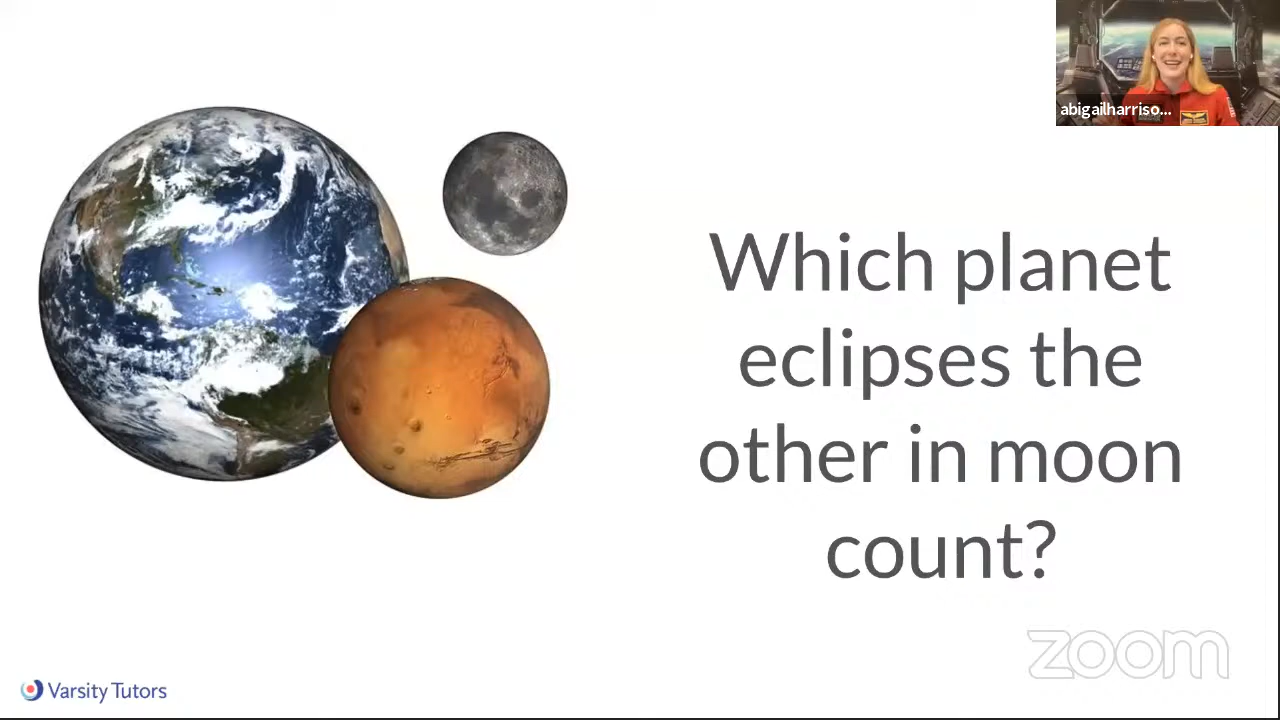 abigailharriso...
Which planet
eclipses the
other in moon
count?
zoom
Varsity Tutors